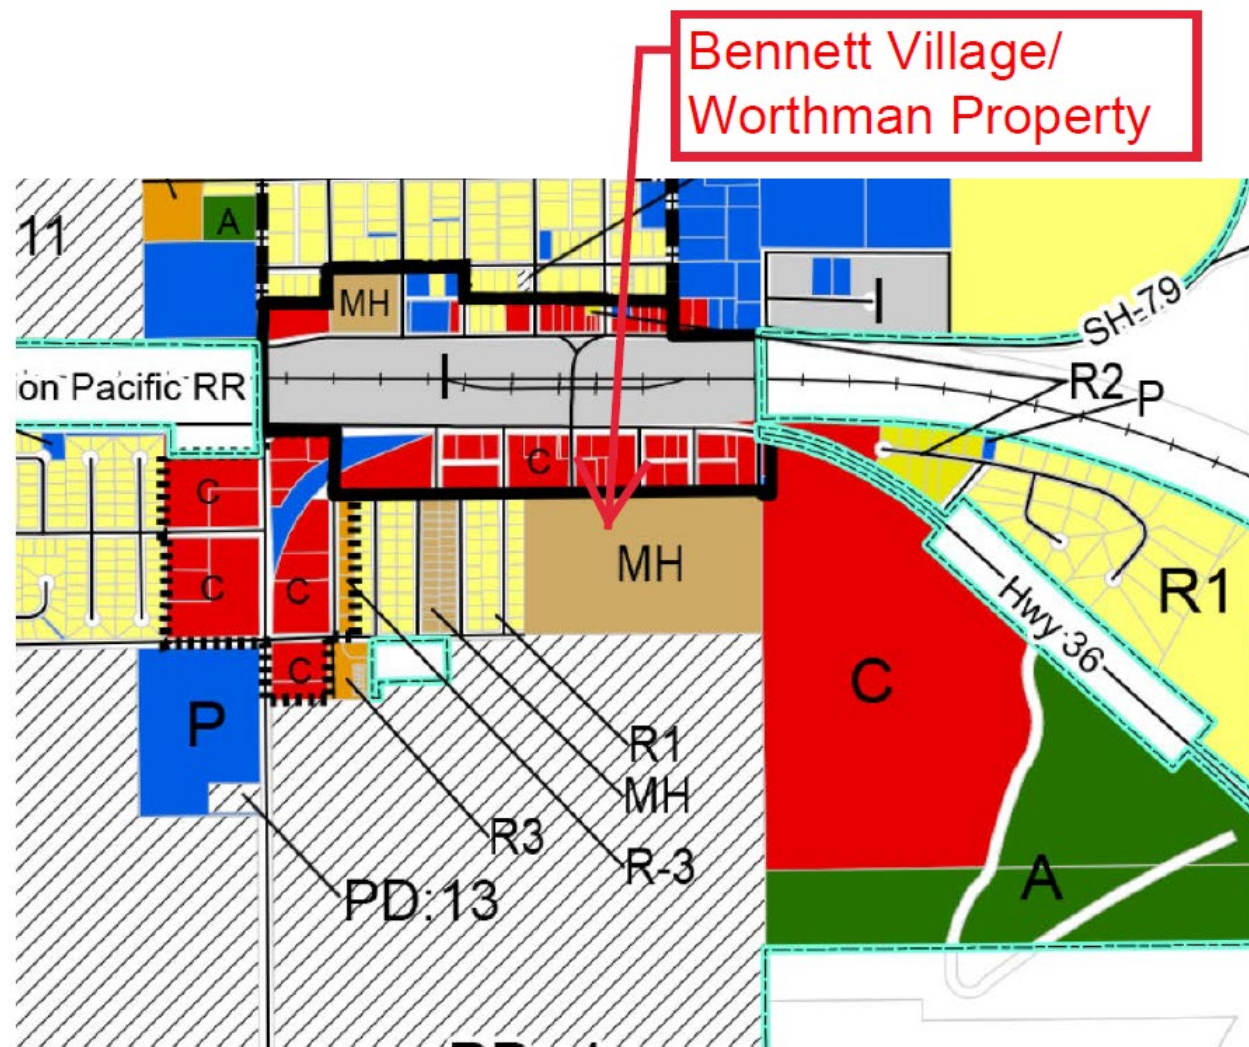 Bennett Village/
Worthman Property
11
A
MH
I
SH-79
I
on Pacific RR
R2
P
C
C
MH
C
C
R1
Hwy:36
C
C
P
R1
MH
R3
R-3
A
PD:13